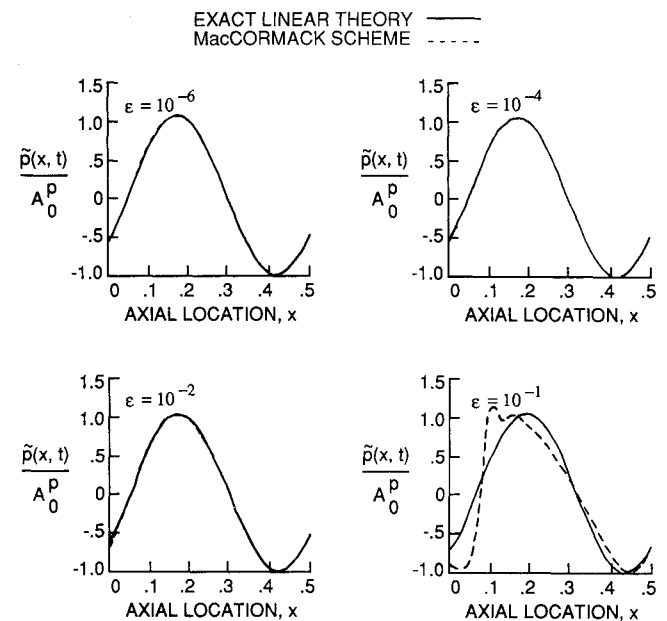 EXACT LINEAR THEORY
MacCORMACK SCHEME
1.5
1.0
.5
0
-.5
-1.0
ε = 10⁻⁶
p̃(x, t)
A₀ᵖ
0 .1 .2 .3 .4 .5
AXIAL LOCATION, x
1.5
1.0
.5
0
-.5
-1.0
ε = 10⁻⁴
p̃(x, t)
A₀ᵖ
0 .1 .2 .3 .4 .5
AXIAL LOCATION, x
1.5
1.0
.5
0
-.5
-1.0
ε = 10⁻²
p̃(x, t)
A₀ᵖ
0 .1 .2 .3 .4 .5
AXIAL LOCATION, x
1.5
1.0
.5
0
-.5
-1.0
ε = 10⁻¹
p̃(x, t)
A₀ᵖ
0 .1 .2 .3 .4 .5
AXIAL LOCATION, x